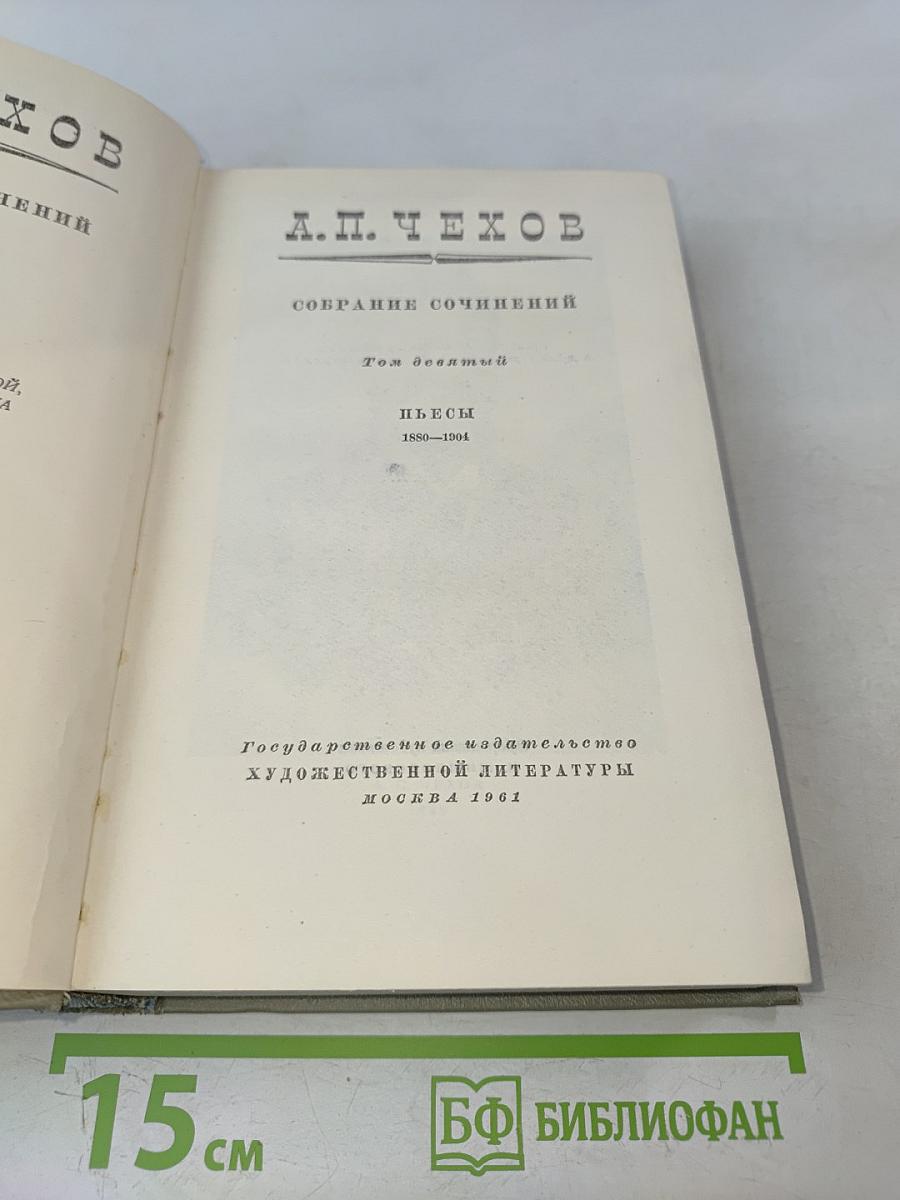 А. П. ЧЕХОВ
СОБРАНИЕ СОЧИНЕНИЙ
Том девятый
ПЬЕСЫ
1880—1904
Государственное издательство
ХУДОЖЕСТВЕННОЙ ЛИТЕРАТУРЫ
МОСКВА 1961
15 см
БФ БИБЛИОФАН